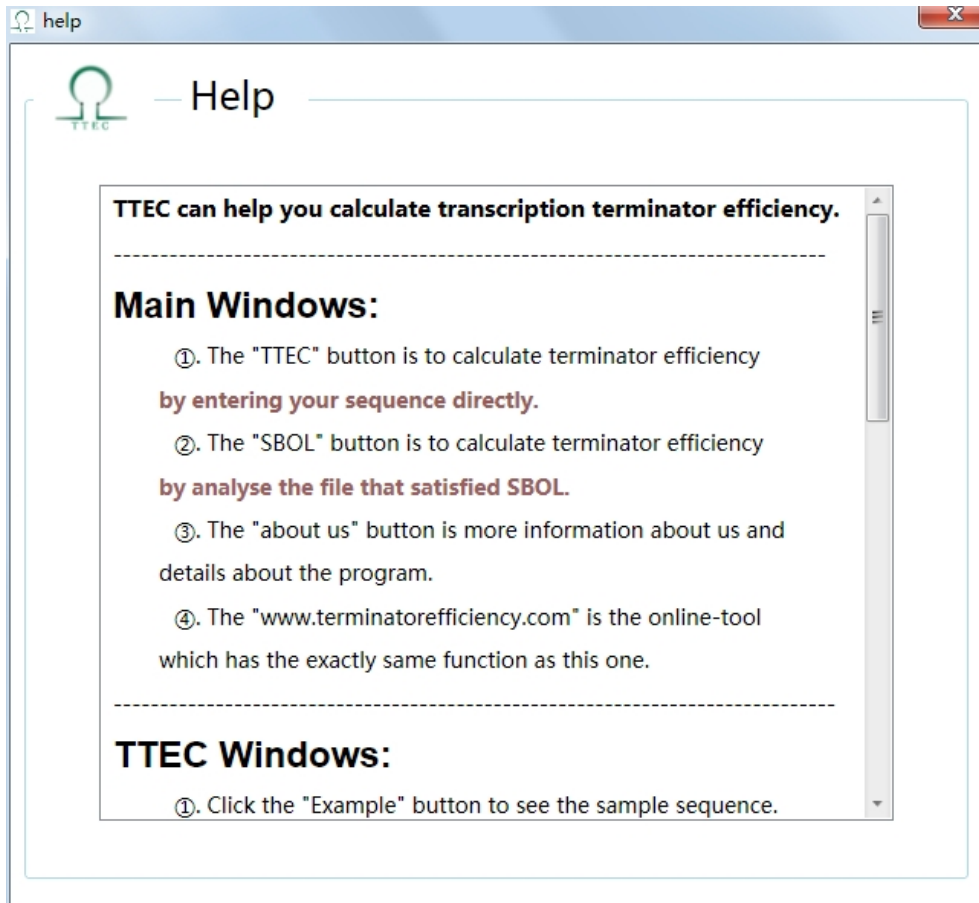 help
TTEC
Help
TTEC can help you calculate transcription terminator efficiency.
--------------------------------------------------------------------------------
Main Windows:
①. The "TTEC" button is to calculate terminator efficiency
by entering your sequence directly.
②. The "SBOL" button is to calculate terminator efficiency
by analyse the file that satisfied SBOL.
③. The "about us" button is more information about us and
details about the program.
④. The "www.terminatorefficiency.com" is the online-tool
which has the exactly same function as this one.
---------------------------------------------------------------------------------
TTEC Windows:
①. Click the "Example" button to see the sample sequence.